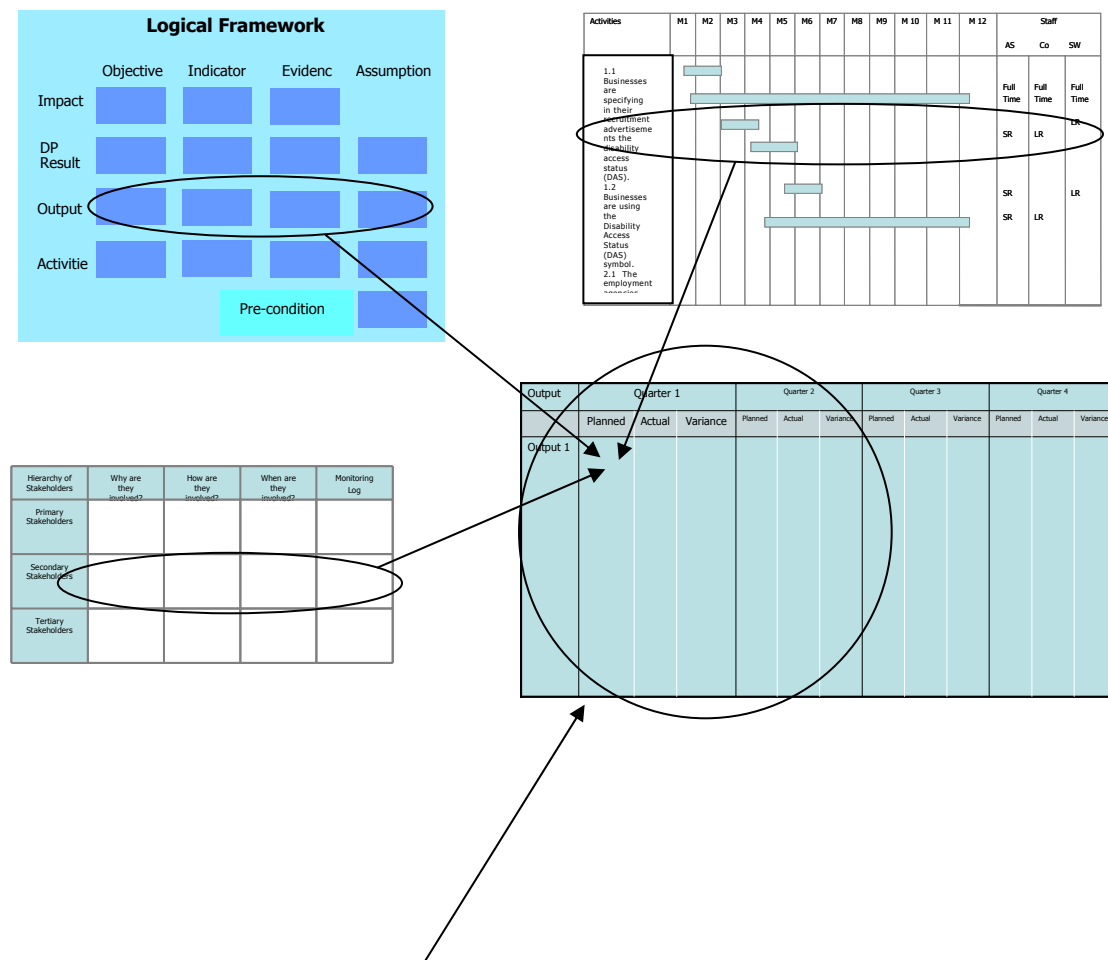 Logical Framework
Objective Indicator Evidenc Assumption
Impact
DP
Result
Output
Activitie
Pre-condition
Activities M1 M2 M3 M4 M5 M6 M7 M8 M9 M 10 M 11 M 12 Staff
AS Co SW
1.1
Businesses
are
specifying
in their
recruitment
advertiseme
nts the
disability
access
status
(DAS).
1.2
Businesses
are using
the
Disability
Access
Status
(DAS)
symbol.
2.1 The
employment
agencies
Full Full Full
Time Time Time
LR
SR LR
SR LR
SR LR
Hierarchy of
Stakeholders
Why are
they
involved?
How are
they
involved?
When are
they
involved?
Monitoring
Log
Primary
Stakeholders
Secondary
Stakeholders
Tertiary
Stakeholders
Output Quarter 1 Quarter 2 Quarter 3 Quarter 4
Planned Actual Variance Planned Actual Variance Planned Actual Variance Planned Actual Variance
Output 1